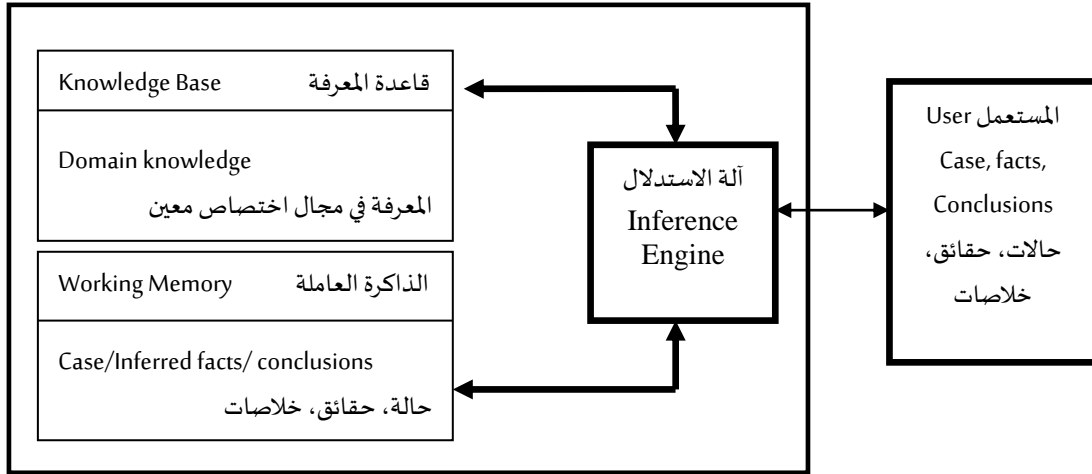 Knowledge Base قاعدة المعرفة
Domain knowledge
المعرفة في مجال اختصاص معين
Working Memory الذاكرة العاملة
Case/Inferred facts/ conclusions
حالة، حقائق، خلاصات
آلة الاستدلال
Inference
Engine
المستعمل User
Case, facts,
Conclusions
حالات، حقائق،
خلاصات